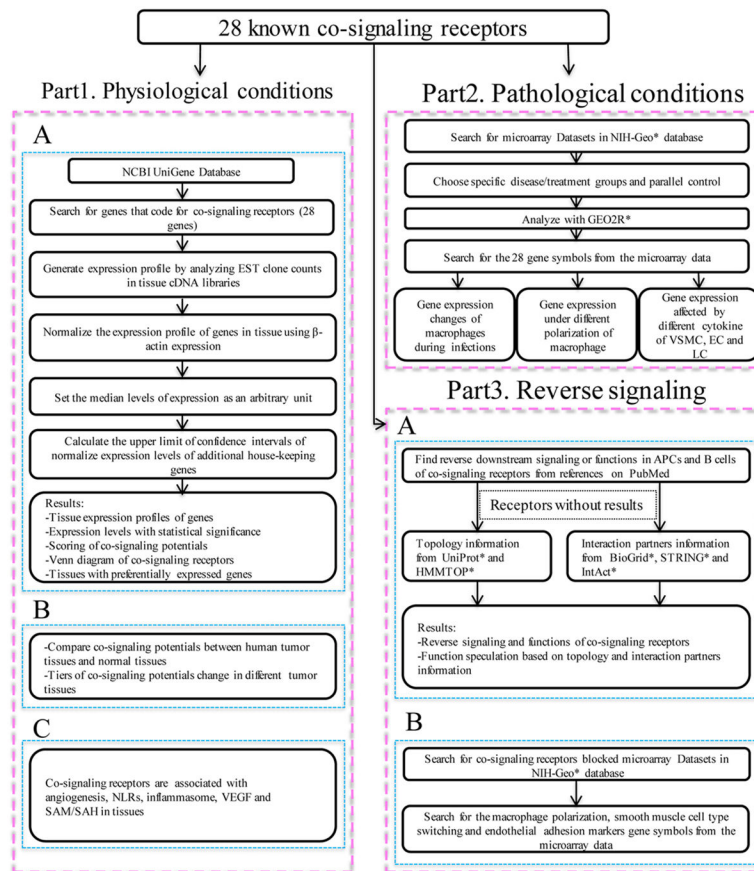 28 known co-signaling receptors
Part1. Physiological conditions
A
NCBI UniGene Database
Search for genes that code for co-signaling receptors (28
genes)
Generate expression profile by analyzing EST clone counts
in tissue cDNA libraries
Normalize the expression profile of genes in tissue using β-
actin expression
Set the median levels of expression as an arbitrary unit
Calculate the upper limit of confidence intervals of
normalize expression levels of additional house-keeping
genes
Results:
-Tissue expression profiles of genes
-Expression levels with statistical significance
-Scoring of co-signaling potentials
-Venn diagram of co-signaling receptors
-Tissues with preferentially expressed genes
B
-Compare co-signaling potentials between human tumor
tissues and normal tissues
-Tiers of co-signaling potentials change in different tumor
tissues
C
Co-signaling receptors are associated with
angiogenesis, NLRs, inflammasome, VEGF and
SAM/SAH in tissues
Part2. Pathological conditions
Search for microarray Datasets in NIH-Geo* database
Choose specific disease/treatment groups and parallel control
Analyze with GEO2R*
Search for the 28 gene symbols from the microarray data
Gene expression
changes of
macrophages
during infections
Gene expression
under different
polarization of
macrophage
Gene expression
affected by
different cytokine
of VSMC, EC and
LC
Part3. Reverse signaling
A
Find reverse downstream signaling or functions in APCs and B cells
of co-signaling receptors from references on PubMed
Receptors without results
Topology information
from UniProt* and
HMMTOP*
Interaction partners
information
from BioGrid*, STRING* and
IntAct*
Results:
-Reverse signaling and functions of co-signaling receptors
-Function speculation based on topology and interaction partners
information
B
Search for co-signaling receptors blocked microarray Datasets in
NIH-Geo* database
Search for the macrophage polarization, smooth muscle cell type
switching and endothelial adhesion markers gene symbols from the
microarray data